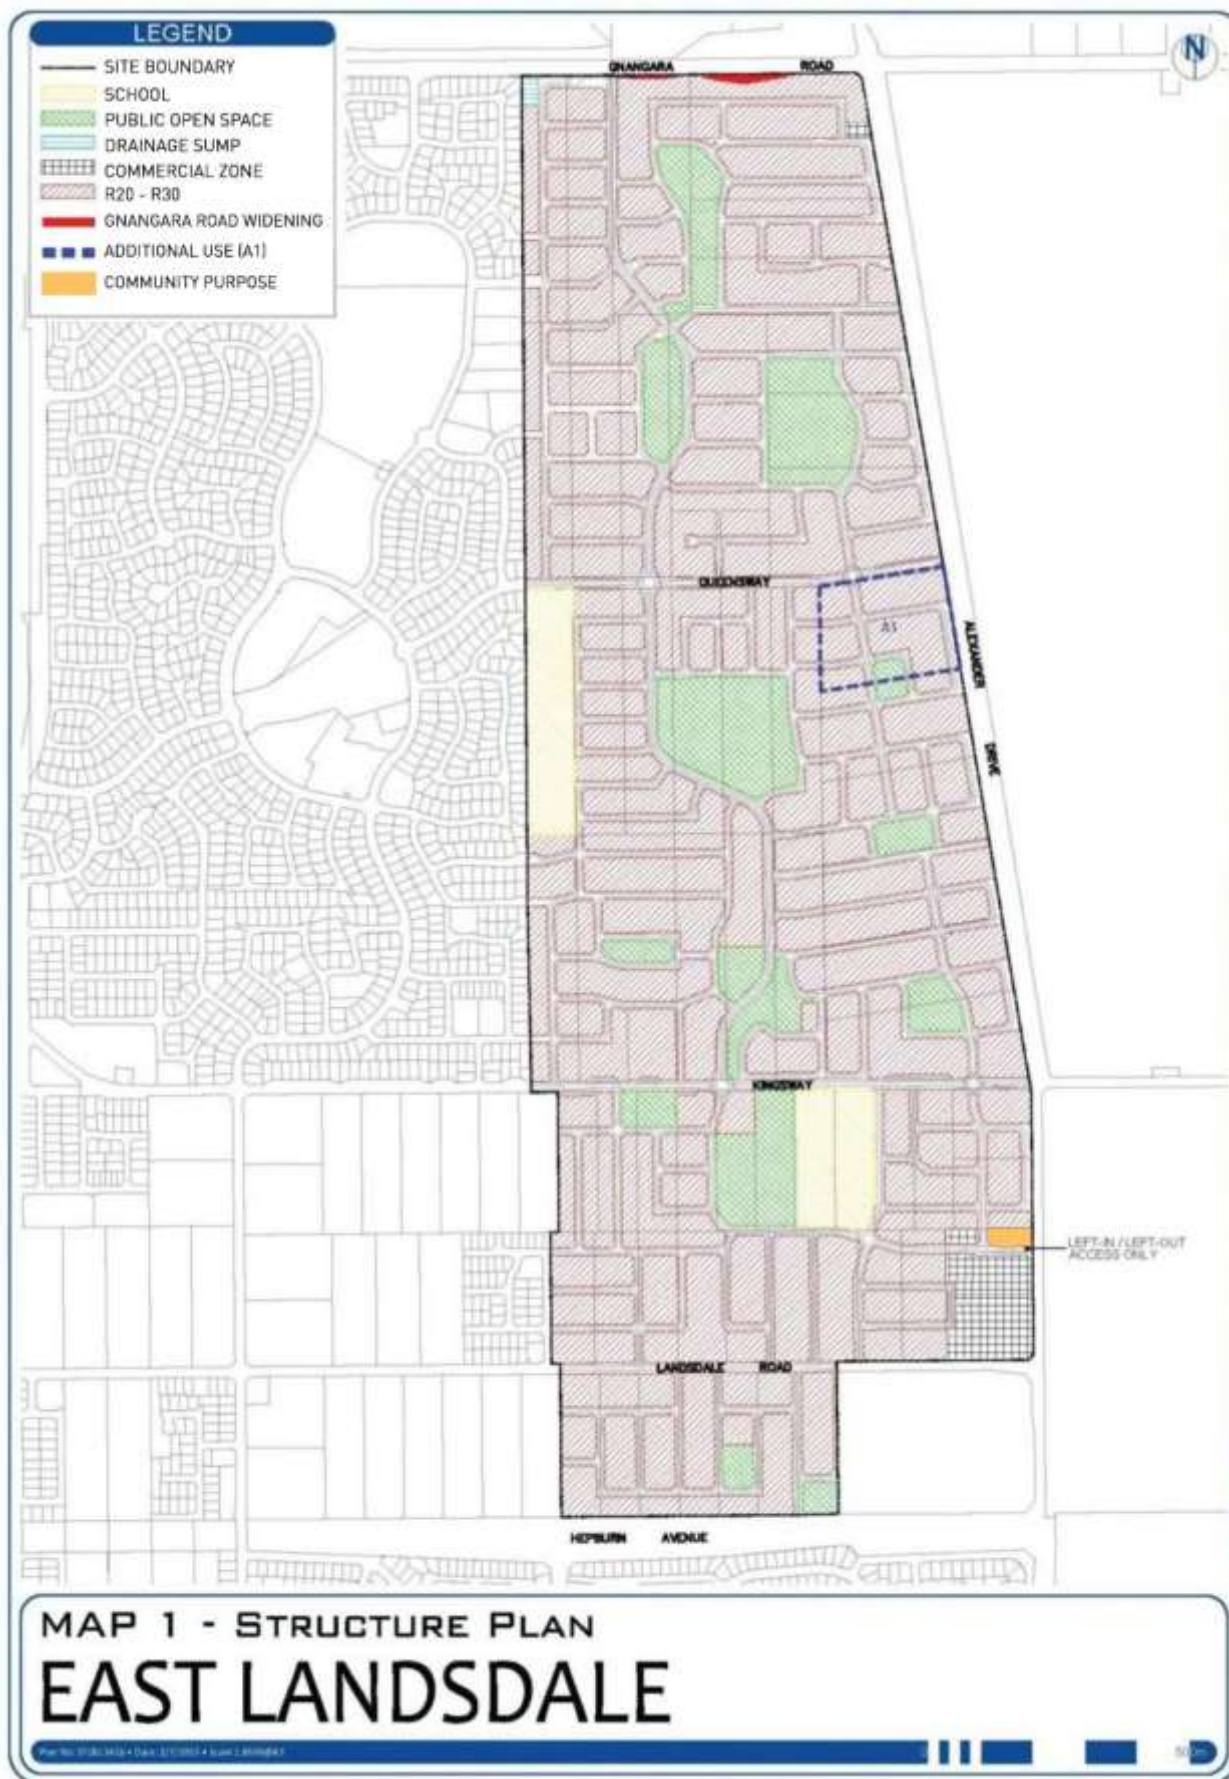 LEGEND
SITE BOUNDARY
SCHOOL
PUBLIC OPEN SPACE
DRAINAGE SUMP
COMMERCIAL ZONE
R20 - R30
GNANGARA ROAD WIDENING
ADDITIONAL USE (A1)
COMMUNITY PURPOSE
N
GNANGARA ROAD
QUEENSWAY
A1
ALEXANDER DRIVE
KINGSWAY
LEFT-IN / LEFT-OUT
ACCESS ONLY
LANDSDALE ROAD
HEPBURN AVENUE
MAP 1 - STRUCTURE PLAN
EAST LANDSDALE